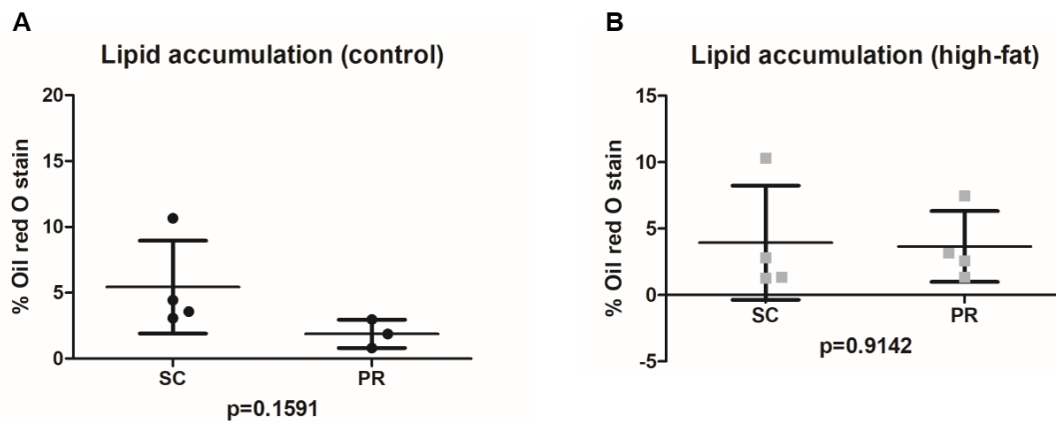 A
Lipid accumulation (control)
% Oil red O stain
20
15
10
5
0
SC
PR
p=0.1591
B
Lipid accumulation (high-fat)
% Oil red O stain
15
10
5
0
-5
SC
PR
p=0.9142